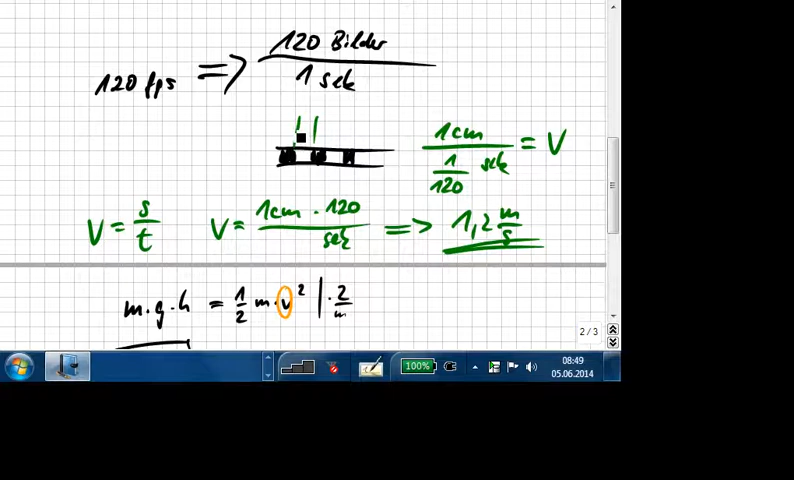 120 fps => 120 Bilder / 1 sek
1cm / 1/120 sek = V
V = s/t V = 1cm · 120 / sek => 1,2 m/s
m·g·h = 1/2 m·v² | · 2/m
2 / 3
100%
08:49
05.06.2014